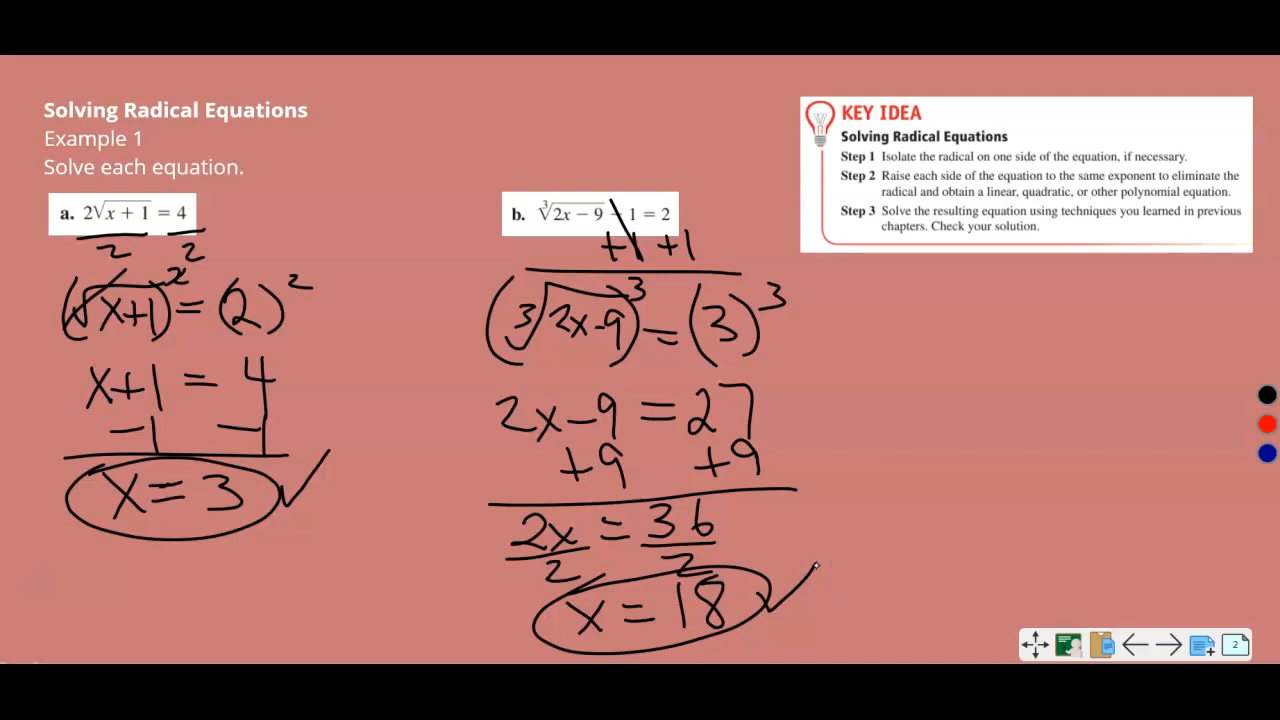 Solving Radical Equations
Example 1
Solve each equation.
a. 2√(x + 1) = 4
2 2
(√x+1)² = (2)²
x+1 = 4
-1 -1
x = 3 ✓
b. ∛(2x − 9) − 1 = 2
+1 +1
(∛2x-9)³ = (3)³
2x-9 = 27
+9 +9
2x = 36
2 2
x = 18 ✓
KEY IDEA
Solving Radical Equations
Step 1 Isolate the radical on one side of the equation, if necessary.
Step 2 Raise each side of the equation to the same exponent to eliminate the
radical and obtain a linear, quadratic, or other polynomial equation.
Step 3 Solve the resulting equation using techniques you learned in previous
chapters. Check your solution.
2